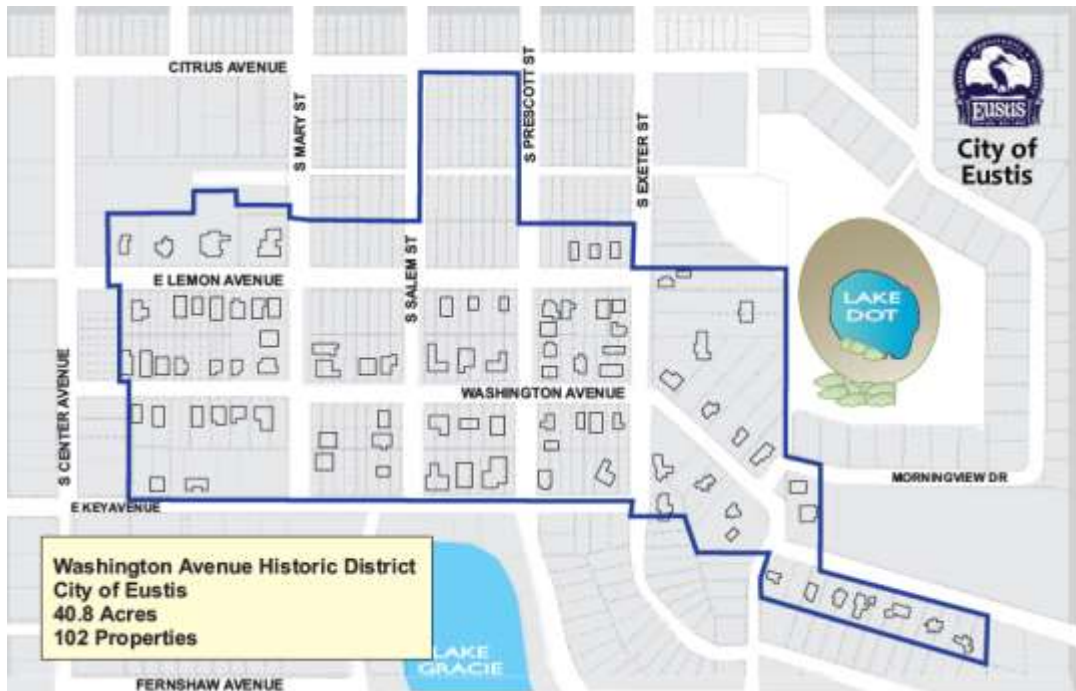 CITRUS AVENUE
S MARY ST
S PRESCOTT ST
S EXETER ST
EUSTIS
City of
Eustis
S SALEM ST
E LEMON AVENUE
LAKE
DOT
S CENTER AVENUE
WASHINGTON AVENUE
MORNINGVIEW DR
E KEY AVENUE
Washington Avenue Historic District
City of Eustis
40.8 Acres
102 Properties
LAKE
GRACIE
FERNSHAW AVENUE